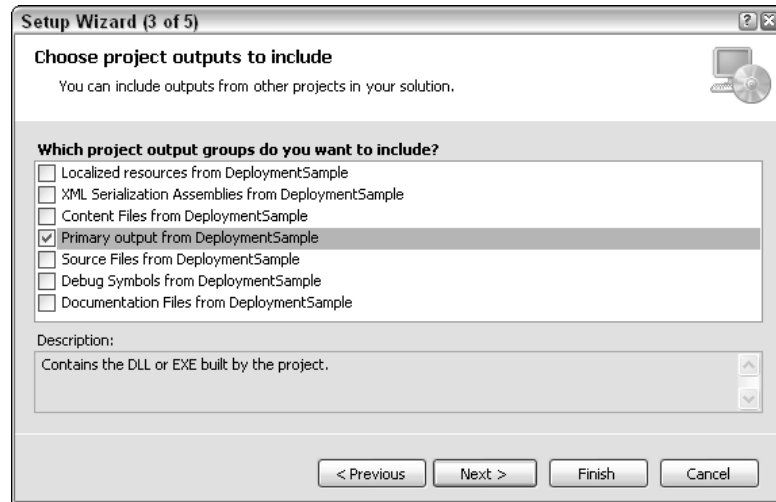 Setup Wizard (3 of 5)
Choose project outputs to include
You can include outputs from other projects in your solution.
Which project output groups do you want to include?
Localized resources from DeploymentSample
XML Serialization Assemblies from DeploymentSample
Content Files from DeploymentSample
Primary output from DeploymentSample
Source Files from DeploymentSample
Debug Symbols from DeploymentSample
Documentation Files from DeploymentSample
Description:
Contains the DLL or EXE built by the project.
< Previous
Next >
Finish
Cancel